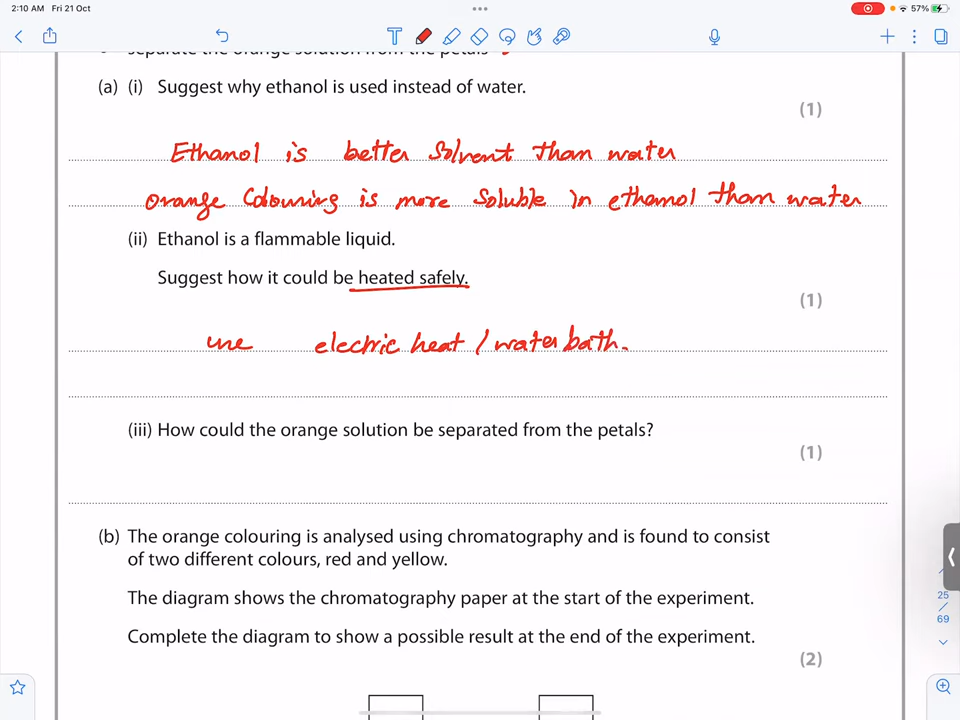 2:10 AM Fri 21 Oct
57%
separate the orange solution from the petals
(a) (i) Suggest why ethanol is used instead of water.
(1)
Ethanol is better solvent than water
orange colouring is more soluble in ethanol than water
(ii) Ethanol is a flammable liquid.
Suggest how it could be heated safely.
(1)
use electric heat / water bath.
(iii) How could the orange solution be separated from the petals?
(1)
(b) The orange colouring is analysed using chromatography and is found to consist
of two different colours, red and yellow.
The diagram shows the chromatography paper at the start of the experiment.
Complete the diagram to show a possible result at the end of the experiment.
(2)
25
/
69